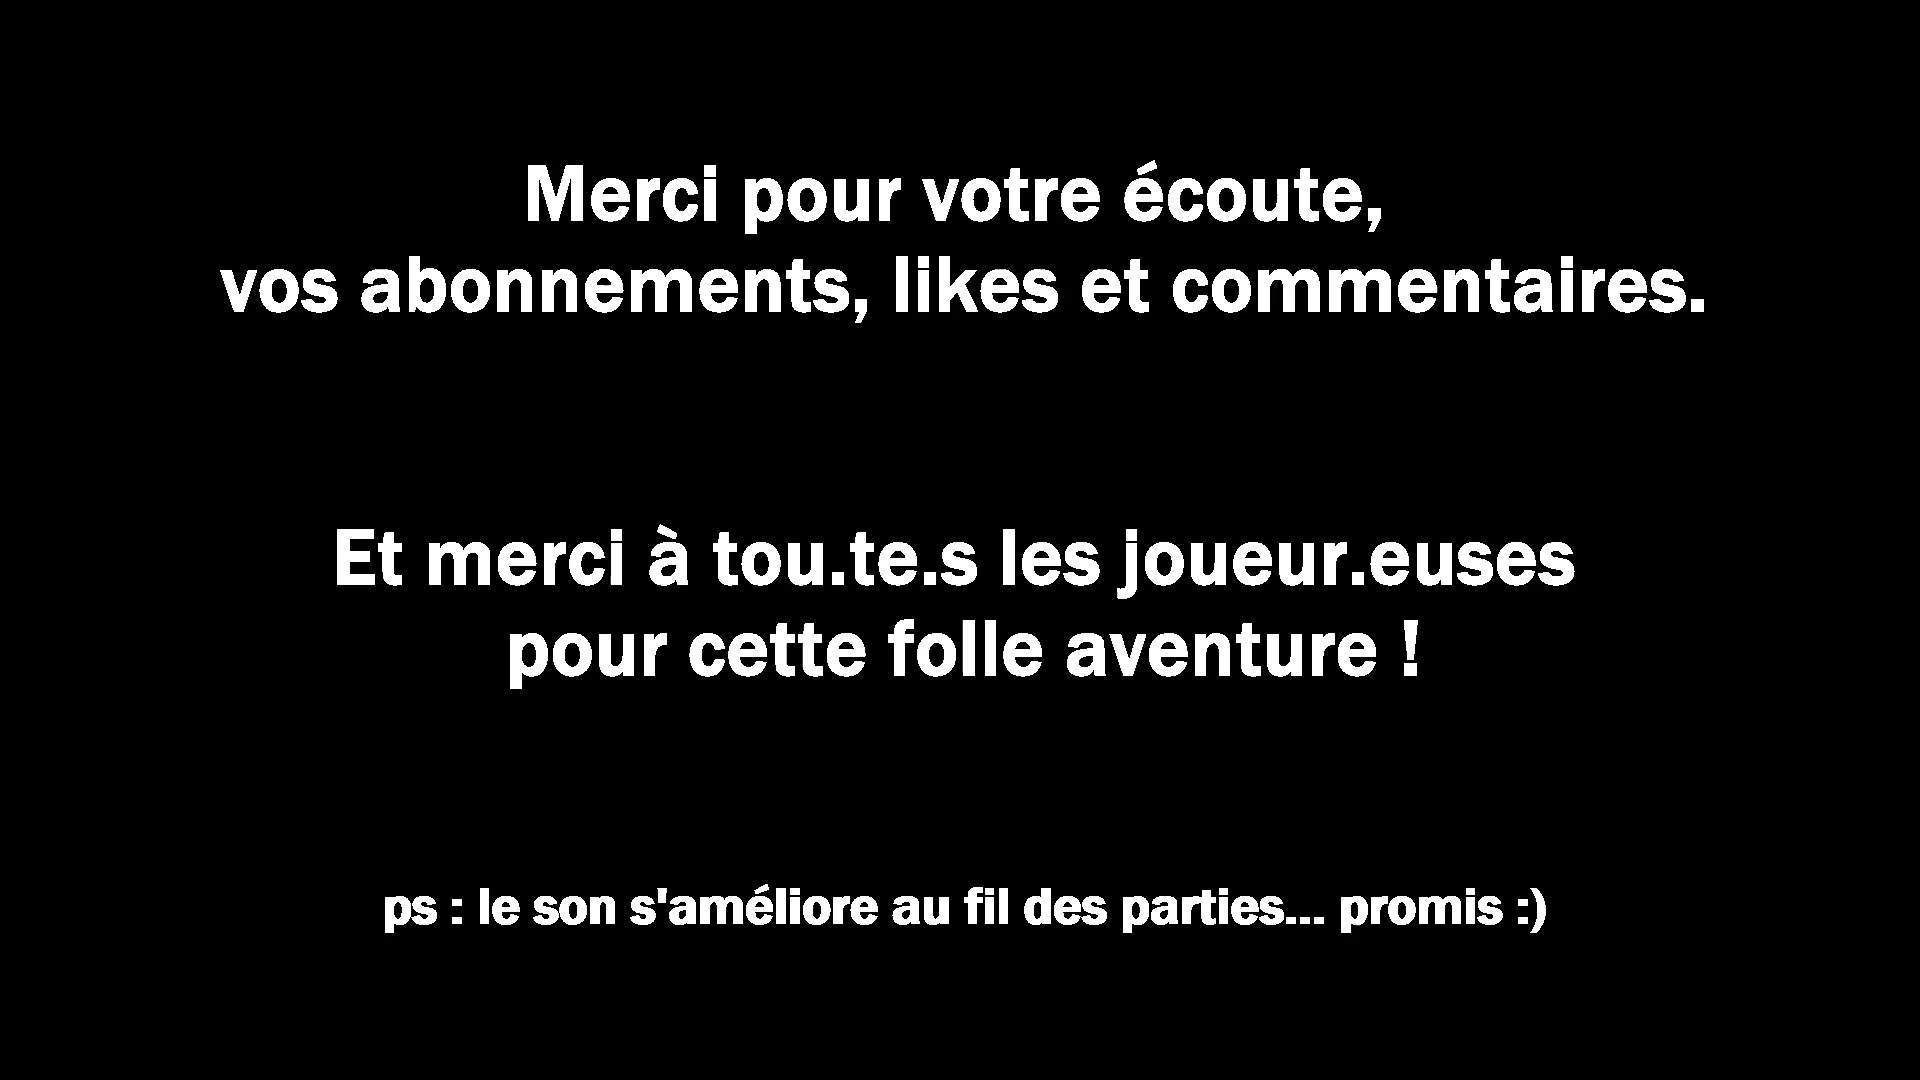 Merci pour votre écoute,
vos abonnements, likes et commentaires.
Et merci à tou.te.s les joueur.euses
pour cette folle aventure !
ps : le son s'améliore au fil des parties... promis :)